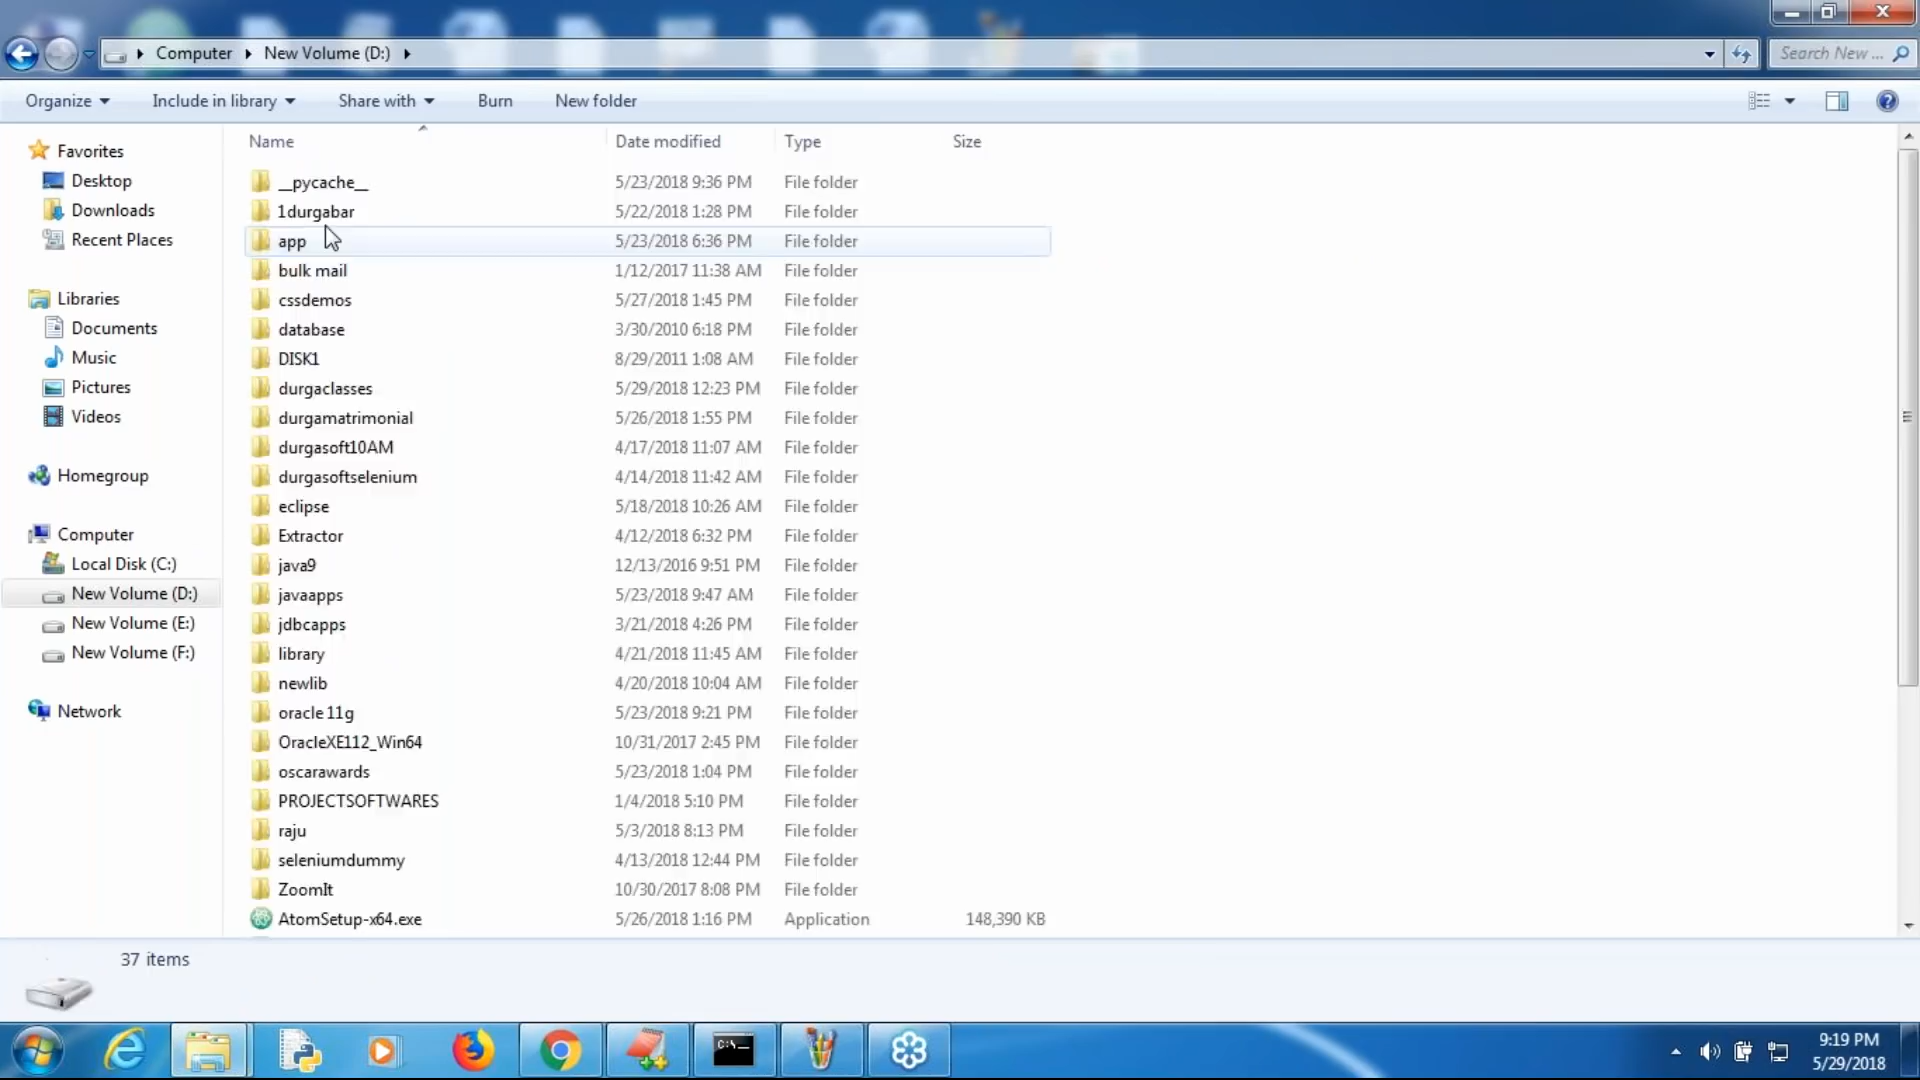 Computer New Volume (D:)
Search New ...
Organize Include in library Share with Burn New folder
Name Date modified Type Size
Favorites
Desktop
Downloads
Recent Places
Libraries
Documents
Music
Pictures
Videos
Homegroup
Computer
Local Disk (C:)
New Volume (D:)
New Volume (E:)
New Volume (F:)
Network
__pycache__ 5/23/2018 9:36 PM File folder
1durgabar 5/22/2018 1:28 PM File folder
app 5/23/2018 6:36 PM File folder
bulk mail 1/12/2017 11:38 AM File folder
cssdemos 5/27/2018 1:45 PM File folder
database 3/30/2010 6:18 PM File folder
DISK1 8/29/2011 1:08 AM File folder
durgaclasses 5/29/2018 12:23 PM File folder
durgamatrimonial 5/26/2018 1:55 PM File folder
durgasoft10AM 4/17/2018 11:07 AM File folder
durgasoftselenium 4/14/2018 11:42 AM File folder
eclipse 5/18/2018 10:26 AM File folder
Extractor 4/12/2018 6:32 PM File folder
java9 12/13/2016 9:51 PM File folder
javaapps 5/23/2018 9:47 AM File folder
jdbcapps 3/21/2018 4:26 PM File folder
library 4/21/2018 11:45 AM File folder
newlib 4/20/2018 10:04 AM File folder
oracle 11g 5/23/2018 9:21 PM File folder
OracleXE112_Win64 10/31/2017 2:45 PM File folder
oscarawards 5/23/2018 1:04 PM File folder
PROJECTSOFTWARES 1/4/2018 5:10 PM File folder
raju 5/3/2018 8:13 PM File folder
seleniumdummy 4/13/2018 12:44 PM File folder
ZoomIt 10/30/2017 8:08 PM File folder
AtomSetup-x64.exe 5/26/2018 1:16 PM Application 148,390 KB
37 items
C:\_
9:19 PM
5/29/2018